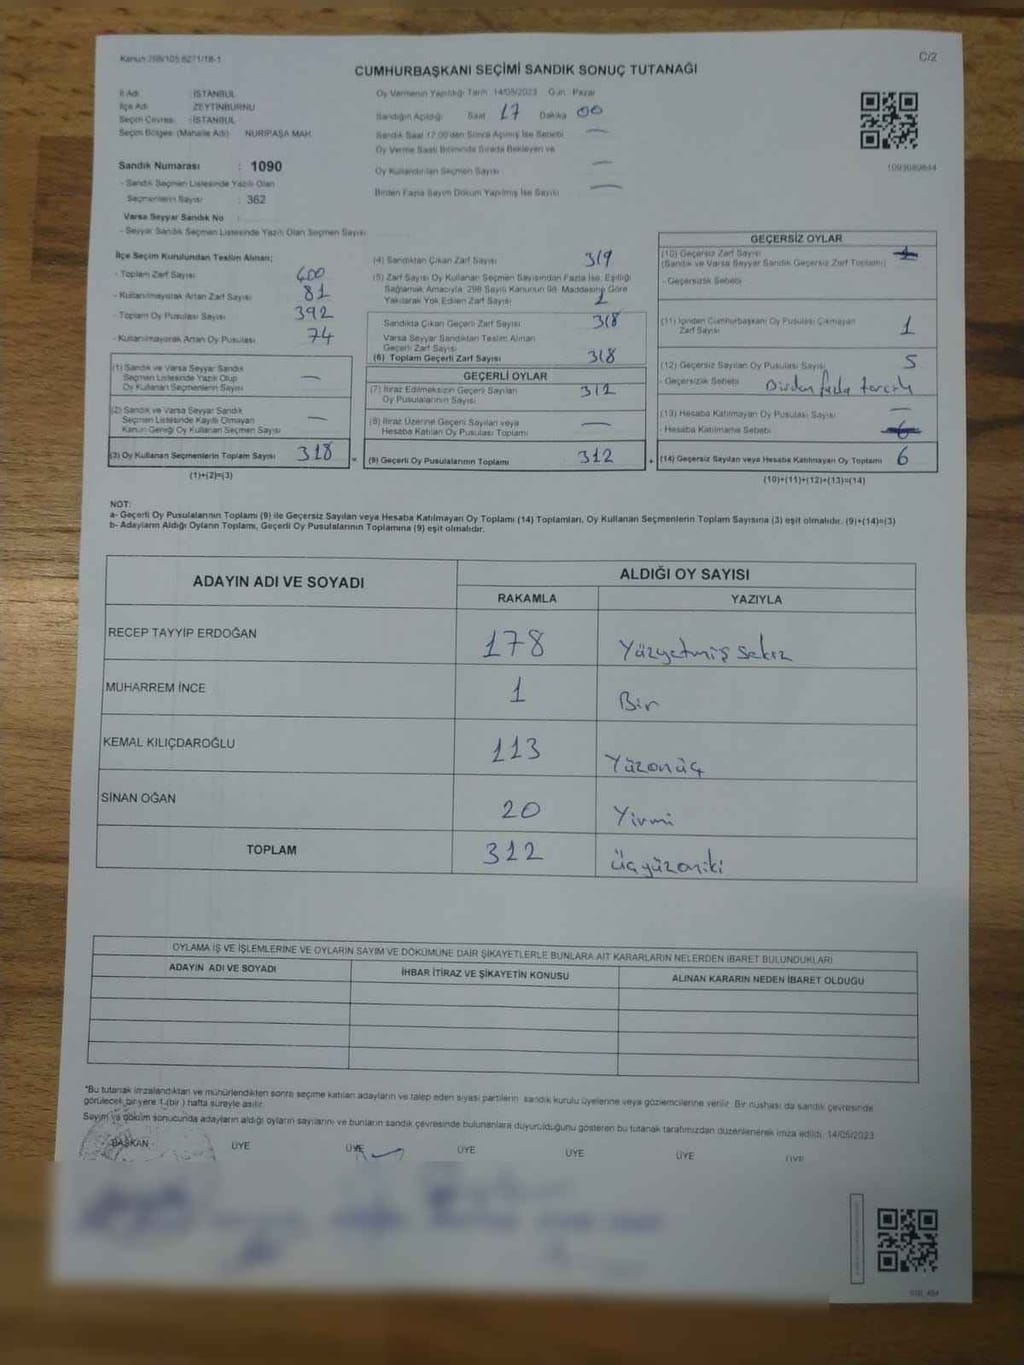 Kanun 298/105 6271/18-1
C/2
CUMHURBAŞKANI SEÇİMİ SANDIK SONUÇ TUTANAĞI
İl Adı : İSTANBUL
İlçe Adı : ZEYTİNBURNU
Seçim Çevresi : İSTANBUL
Seçim Bölgesi (Mahalle Adı) NURİPAŞA MAH.
Sandık Numarası : 1090
- Sandık Seçmen Listesinde Yazılı Olan
Seçmenlerin Sayısı : 362
Varsa Seyyar Sandık No
- Seyyar Sandık Seçmen Listesinde Yazılı Olan Seçmen Sayısı
Oy Vermenin Yapıldığı Tarih 14/05/2023 Gün: Pazar
Sandığın Açıldığı Saat 17 Dakika 00
Sandık Saat 17:00'den Sonra Açılmış İse Sebebi —
Oy Verme Saati Bitiminde Sırada Bekleyen ve
Oy Kullandırılan Seçmen Sayısı —
Birden Fazla Sayım Döküm Yapılmış İse Sayısı —
1093089844
İlçe Seçim Kurulundan Teslim Alınan;
- Toplam Zarf Sayısı 400
- Kullanılmayarak Artan Zarf Sayısı 81
- Toplam Oy Pusulası Sayısı 392
- Kullanılmayarak Artan Oy Pusulası 74
(1) Sandık ve Varsa Seyyar Sandık
Seçmen Listesinde Yazılı Olup
Oy Kullanan Seçmenlerin Sayısı —
(2) Sandık ve Varsa Seyyar Sandık
Seçmen Listesinde Kayıtlı Olmayan
Kanun Gereği Oy Kullanan Seçmen Sayısı —
(3) Oy Kullanan Seçmenlerin Toplam Sayısı 318
(1)+(2)=(3)
(4) Sandıktan Çıkan Zarf Sayısı 319
(5) Zarf Sayısı Oy Kullanan Seçmen Sayısından Fazla İse, Eşitliği
Sağlamak Amacıyla, 298 Sayılı Kanunun 98. Maddesine Göre
Yakılarak Yok Edilen Zarf Sayısı 1
Sandıkta Çıkan Geçerli Zarf Sayısı 318
Varsa Seyyar Sandıktan Teslim Alınan
Geçerli Zarf Sayısı
(6) Toplam Geçerli Zarf Sayısı 318
GEÇERLİ OYLAR
(7) İtiraz Edilmeksizin Geçerli Sayılan
Oy Pusulalarının Sayısı 312
(8) İtiraz Üzerine Geçerli Sayılan veya
Hesaba Katılan Oy Pusulası Toplamı —
(9) Geçerli Oy Pusulalarının Toplamı 312
GEÇERSİZ OYLAR
(10) Geçersiz Zarf Sayısı
(Sandık ve Varsa Seyyar Sandık Geçersiz Zarf Toplamı)
- Geçersizlik Sebebi
(11) İçinden Cumhurbaşkanı Oy Pusulası Çıkmayan
Zarf Sayısı 1
(12) Geçersiz Sayılan Oy Pusulası Sayısı 5
- Geçersizlik Sebebi Birden fazla tercih
(13) Hesaba Katılmayan Oy Pusulası Sayısı —
- Hesaba Katılmama Sebebi
(14) Geçersiz Sayılan veya Hesaba Katılmayan Oy Toplamı 6
(10)+(11)+(12)+(13)=(14)
NOT:
a- Geçerli Oy Pusulalarının Toplamı (9) ile Geçersiz Sayılan veya Hesaba Katılmayan Oy Toplamı (14) Toplamları, Oy Kullanan Seçmenlerin Toplam Sayısına (3) eşit olmalıdır. (9)+(14)=(3)
b- Adayların Aldığı Oyların Toplamı, Geçerli Oy Pusulalarının Toplamına (9) eşit olmalıdır.
ADAYIN ADI VE SOYADI
ALDIĞI OY SAYISI
RAKAMLA YAZIYLA
RECEP TAYYİP ERDOĞAN 178 Yüzyetmiş sekiz
MUHARREM İNCE 1 Bir
KEMAL KILIÇDAROĞLU 113 Yüzonüç
SİNAN OĞAN 20 Yirmi
TOPLAM 312 Üçyüzoniki
OYLAMA İŞ VE İŞLEMLERİNE VE OYLARIN SAYIM VE DÖKÜMÜNE DAİR ŞİKAYETLERLE BUNLARA AİT KARARLARIN NELERDEN İBARET BULUNDUKLARI
ADAYIN ADI VE SOYADI İHBAR İTİRAZ VE ŞİKAYETİN KONUSU ALINAN KARARIN NEDEN İBARET OLDUĞU
*Bu tutanak imzalandıktan ve mühürlendikten sonra seçime katılan adayların ve talep eden siyasi partilerin sandık kurulu üyelerine veya gözlemcilerine verilir. Bir nüshası da sandık çevresinde
görülecek bir yere 1 (bir ) hafta süreyle asılır.
Sayım ve döküm sonucunda adayların aldığı oyların sayılarını ve bunların sandık çevresinde bulunanlara duyurulduğunu gösteren bu tutanak tarafımızdan düzenlenerek imza edildi. 14/05/2023
BAŞKAN ÜYE ÜYE ÜYE ÜYE ÜYE ÜYE